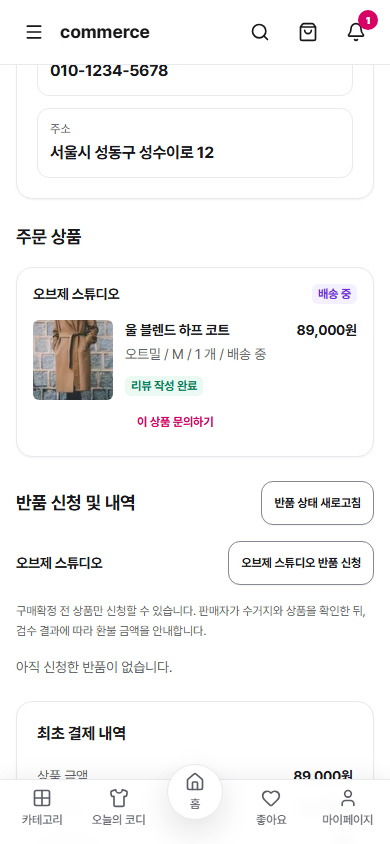 commerce
1
010-1234-5678
주소
서울시 성동구 성수이로 12
주문 상품
오브제 스튜디오
배송 중
울 블렌드 하프 코트
89,000원
오트밀 / M / 1 개 / 배송 중
리뷰 작성 완료
이 상품 문의하기
반품 신청 및 내역
반품 상태 새로고침
오브제 스튜디오
오브제 스튜디오 반품 신청
구매확정 전 상품만 신청할 수 있습니다. 판매자가 수거지와 상품을 확인한 뒤,
검수 결과에 따라 환불 금액을 안내합니다.
아직 신청한 반품이 없습니다.
최초 결제 내역
상품 금액
89,000원
카테고리
오늘의 코디
홈
좋아요
마이페이지